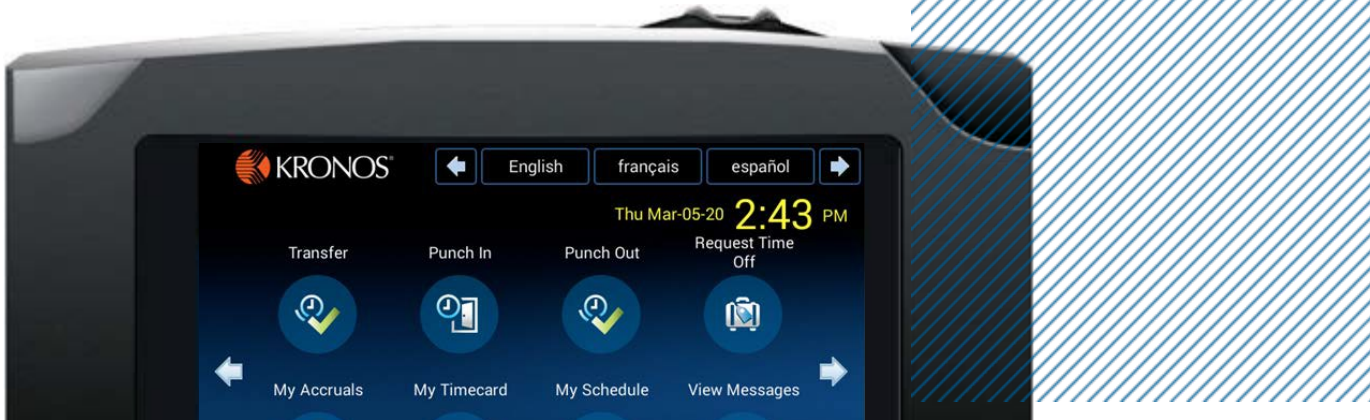 KRONOS®
English français español
Thu Mar-05-20 2:43 PM
Transfer Punch In Punch Out Request Time Off
My Accruals My Timecard My Schedule View Messages